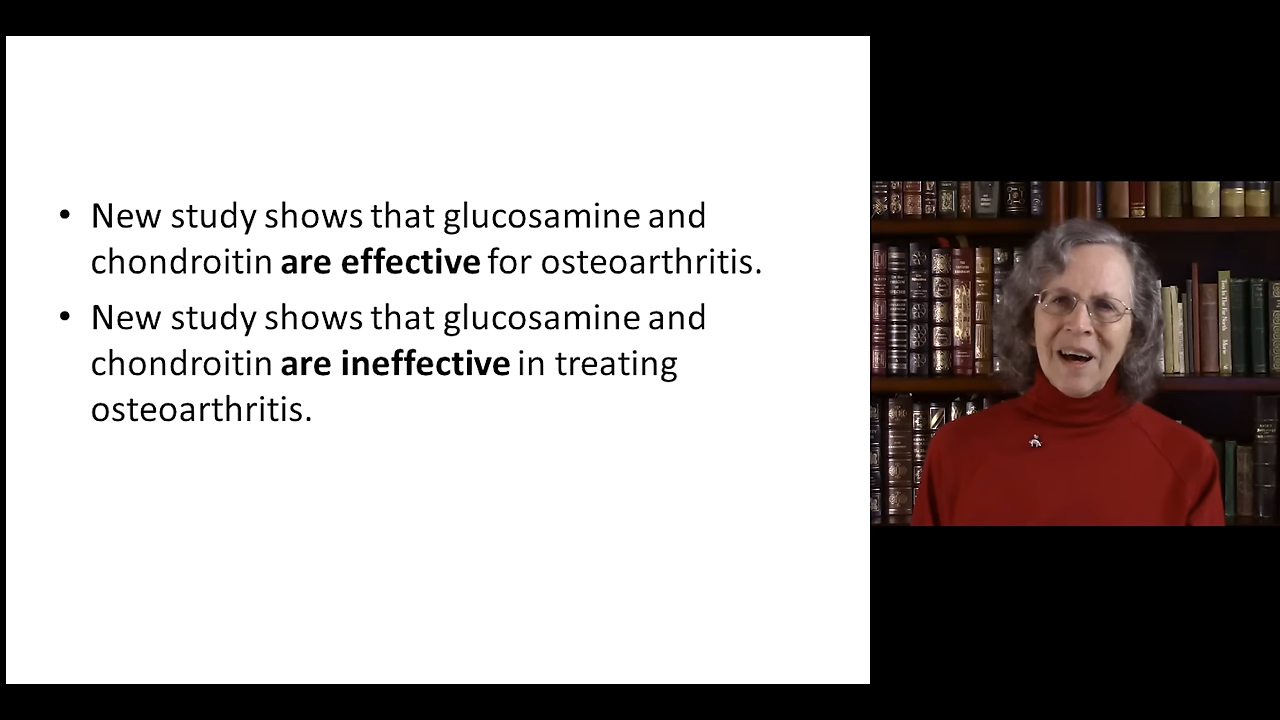 • New study shows that glucosamine and
chondroitin are effective for osteoarthritis.
• New study shows that glucosamine and
chondroitin are ineffective in treating
osteoarthritis.